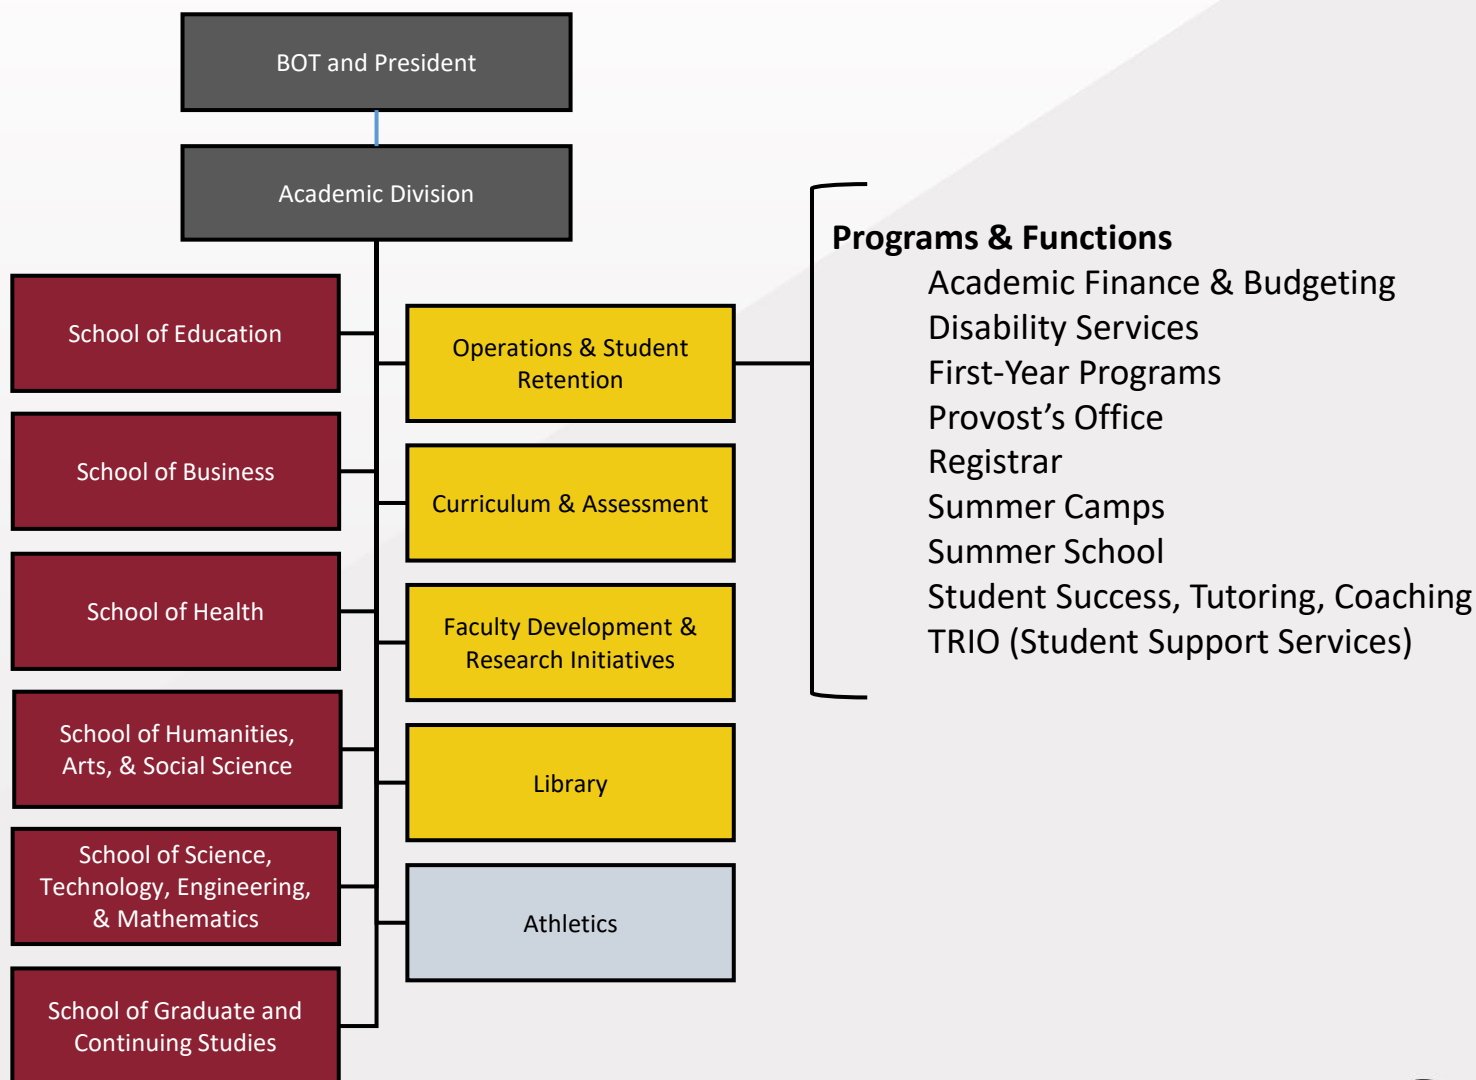 BOT and President
Academic Division
School of Education
School of Business
School of Health
School of Humanities,
Arts, & Social Science
School of Science,
Technology, Engineering,
& Mathematics
School of Graduate and
Continuing Studies
Operations & Student
Retention
Curriculum & Assessment
Faculty Development &
Research Initiatives
Library
Athletics
Programs & Functions
Academic Finance & Budgeting
Disability Services
First-Year Programs
Provost’s Office
Registrar
Summer Camps
Summer School
Student Success, Tutoring, Coaching
TRIO (Student Support Services)